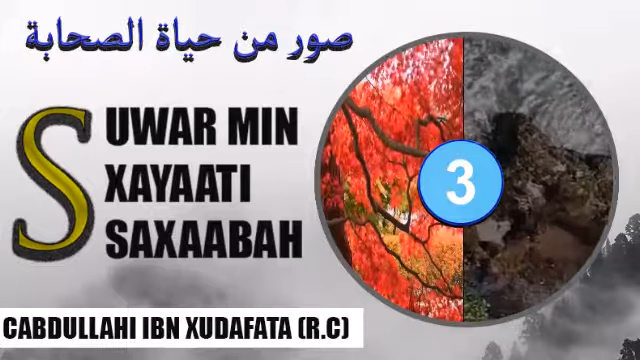 صور من حياة الصحابة
SUWAR MIN
XAYAATI
SAXAABAH
3
CABDULLAHI IBN XUDAFATA (R.C)